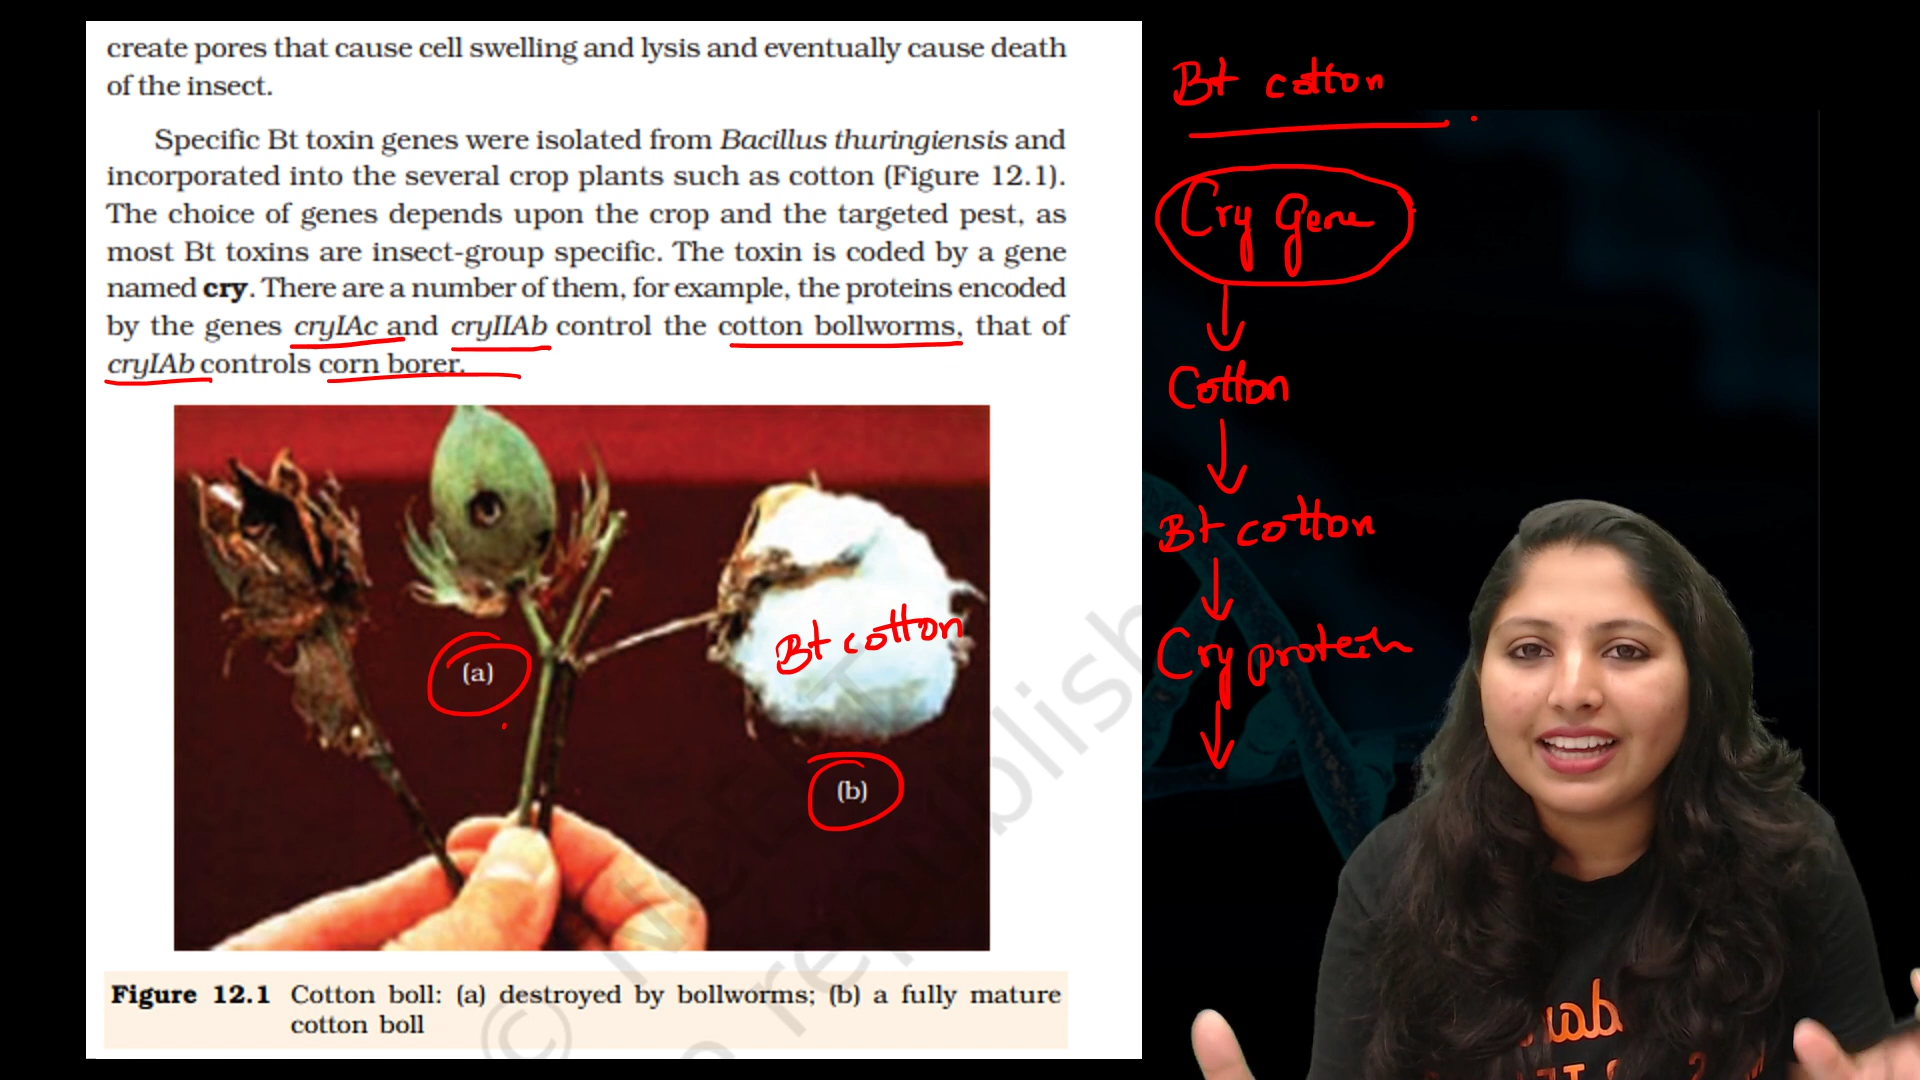 create pores that cause cell swelling and lysis and eventually cause death
of the insect.
Specific Bt toxin genes were isolated from Bacillus thuringiensis and
incorporated into the several crop plants such as cotton (Figure 12.1).
The choice of genes depends upon the crop and the targeted pest, as
most Bt toxins are insect-group specific. The toxin is coded by a gene
named cry. There are a number of them, for example, the proteins encoded
by the genes cryIAc and cryIIAb control the cotton bollworms, that of
cryIAb controls corn borer.
Bt cotton
(a)
(b)
Figure 12.1 Cotton boll: (a) destroyed by bollworms; (b) a fully mature
cotton boll
Bt cotton
Cry Gene
Cotton
Bt cotton
Cry protein